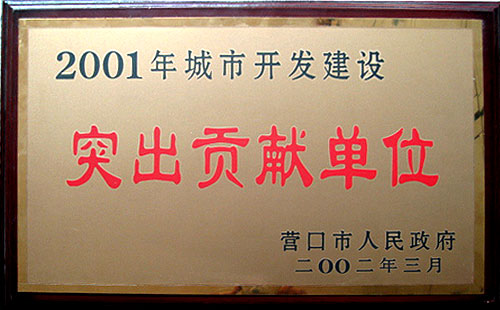 2001年城市开发建设
突出贡献单位
营口市人民政府
二OO二年三月